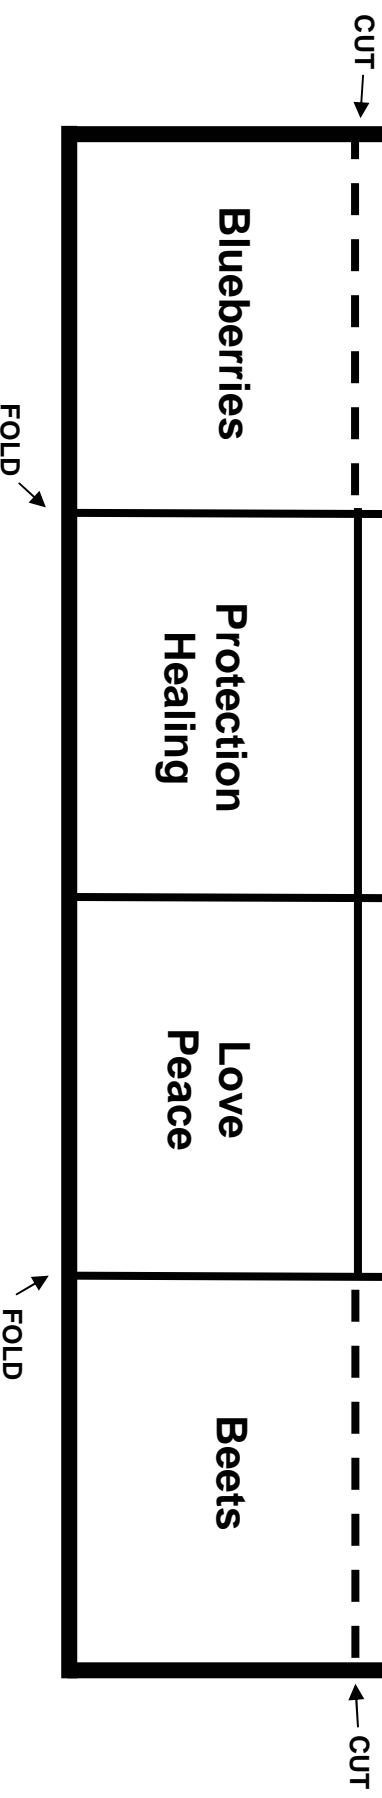 CUT
Blueberries
FOLD
Protection
Healing
Love
Peace
FOLD
Beets
CUT